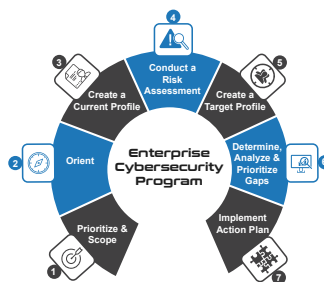 4
Conduct a
Risk
Assessment
3
Create a
Current Profile
5
Create a
Target Profile
2
Orient
Enterprise
Cybersecurity
Program
Determine,
Analyze &
Prioritize
Gaps
6
Prioritize &
Scope
1
Implement
Action Plan
7